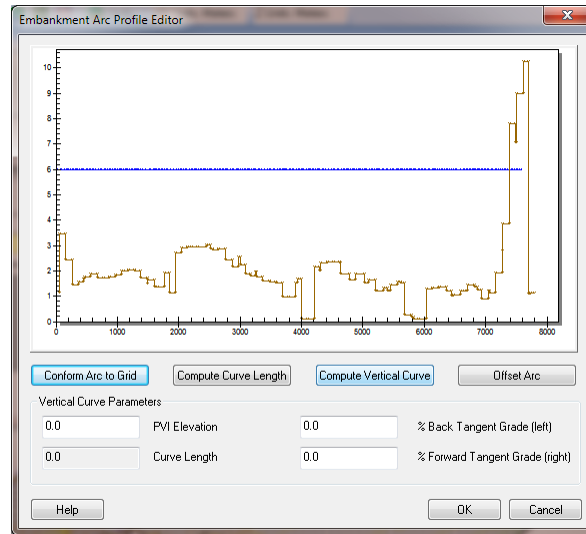 Embankment Arc Profile Editor
10
9
8
7
6
5
4
3
2
1
0
0 1000 2000 3000 4000 5000 6000 7000 8000
Conform Arc to Grid Compute Curve Length Compute Vertical Curve Offset Arc
Vertical Curve Parameters
0.0 PVI Elevation 0.0 % Back Tangent Grade (left)
0.0 Curve Length 0.0 % Forward Tangent Grade (right)
Help OK Cancel